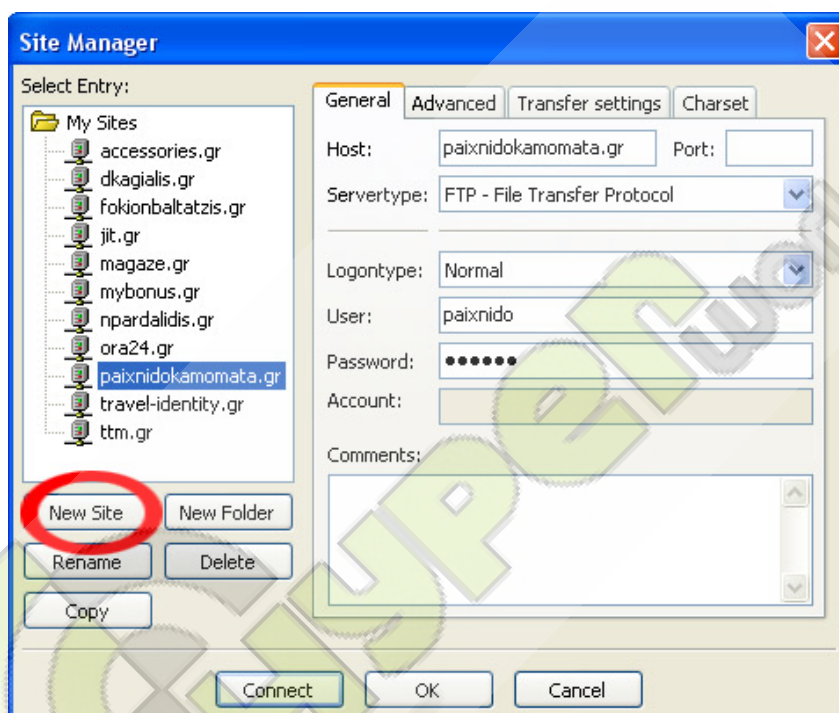 Site Manager
Select Entry:
My Sites
accessories.gr
dkagialis.gr
fokionbaltatzis.gr
jit.gr
magaze.gr
mybonus.gr
npardalidis.gr
ora24.gr
paixnidokamomata.gr
travel-identity.gr
ttm.gr
New Site New Folder
Rename Delete
Copy
General Advanced Transfer settings Charset
Host: paixnidokamomata.gr Port:
Servertype: FTP - File Transfer Protocol
Logontype: Normal
User: paixnido
Password: ●●●●●●
Account:
Comments:
Connect OK Cancel